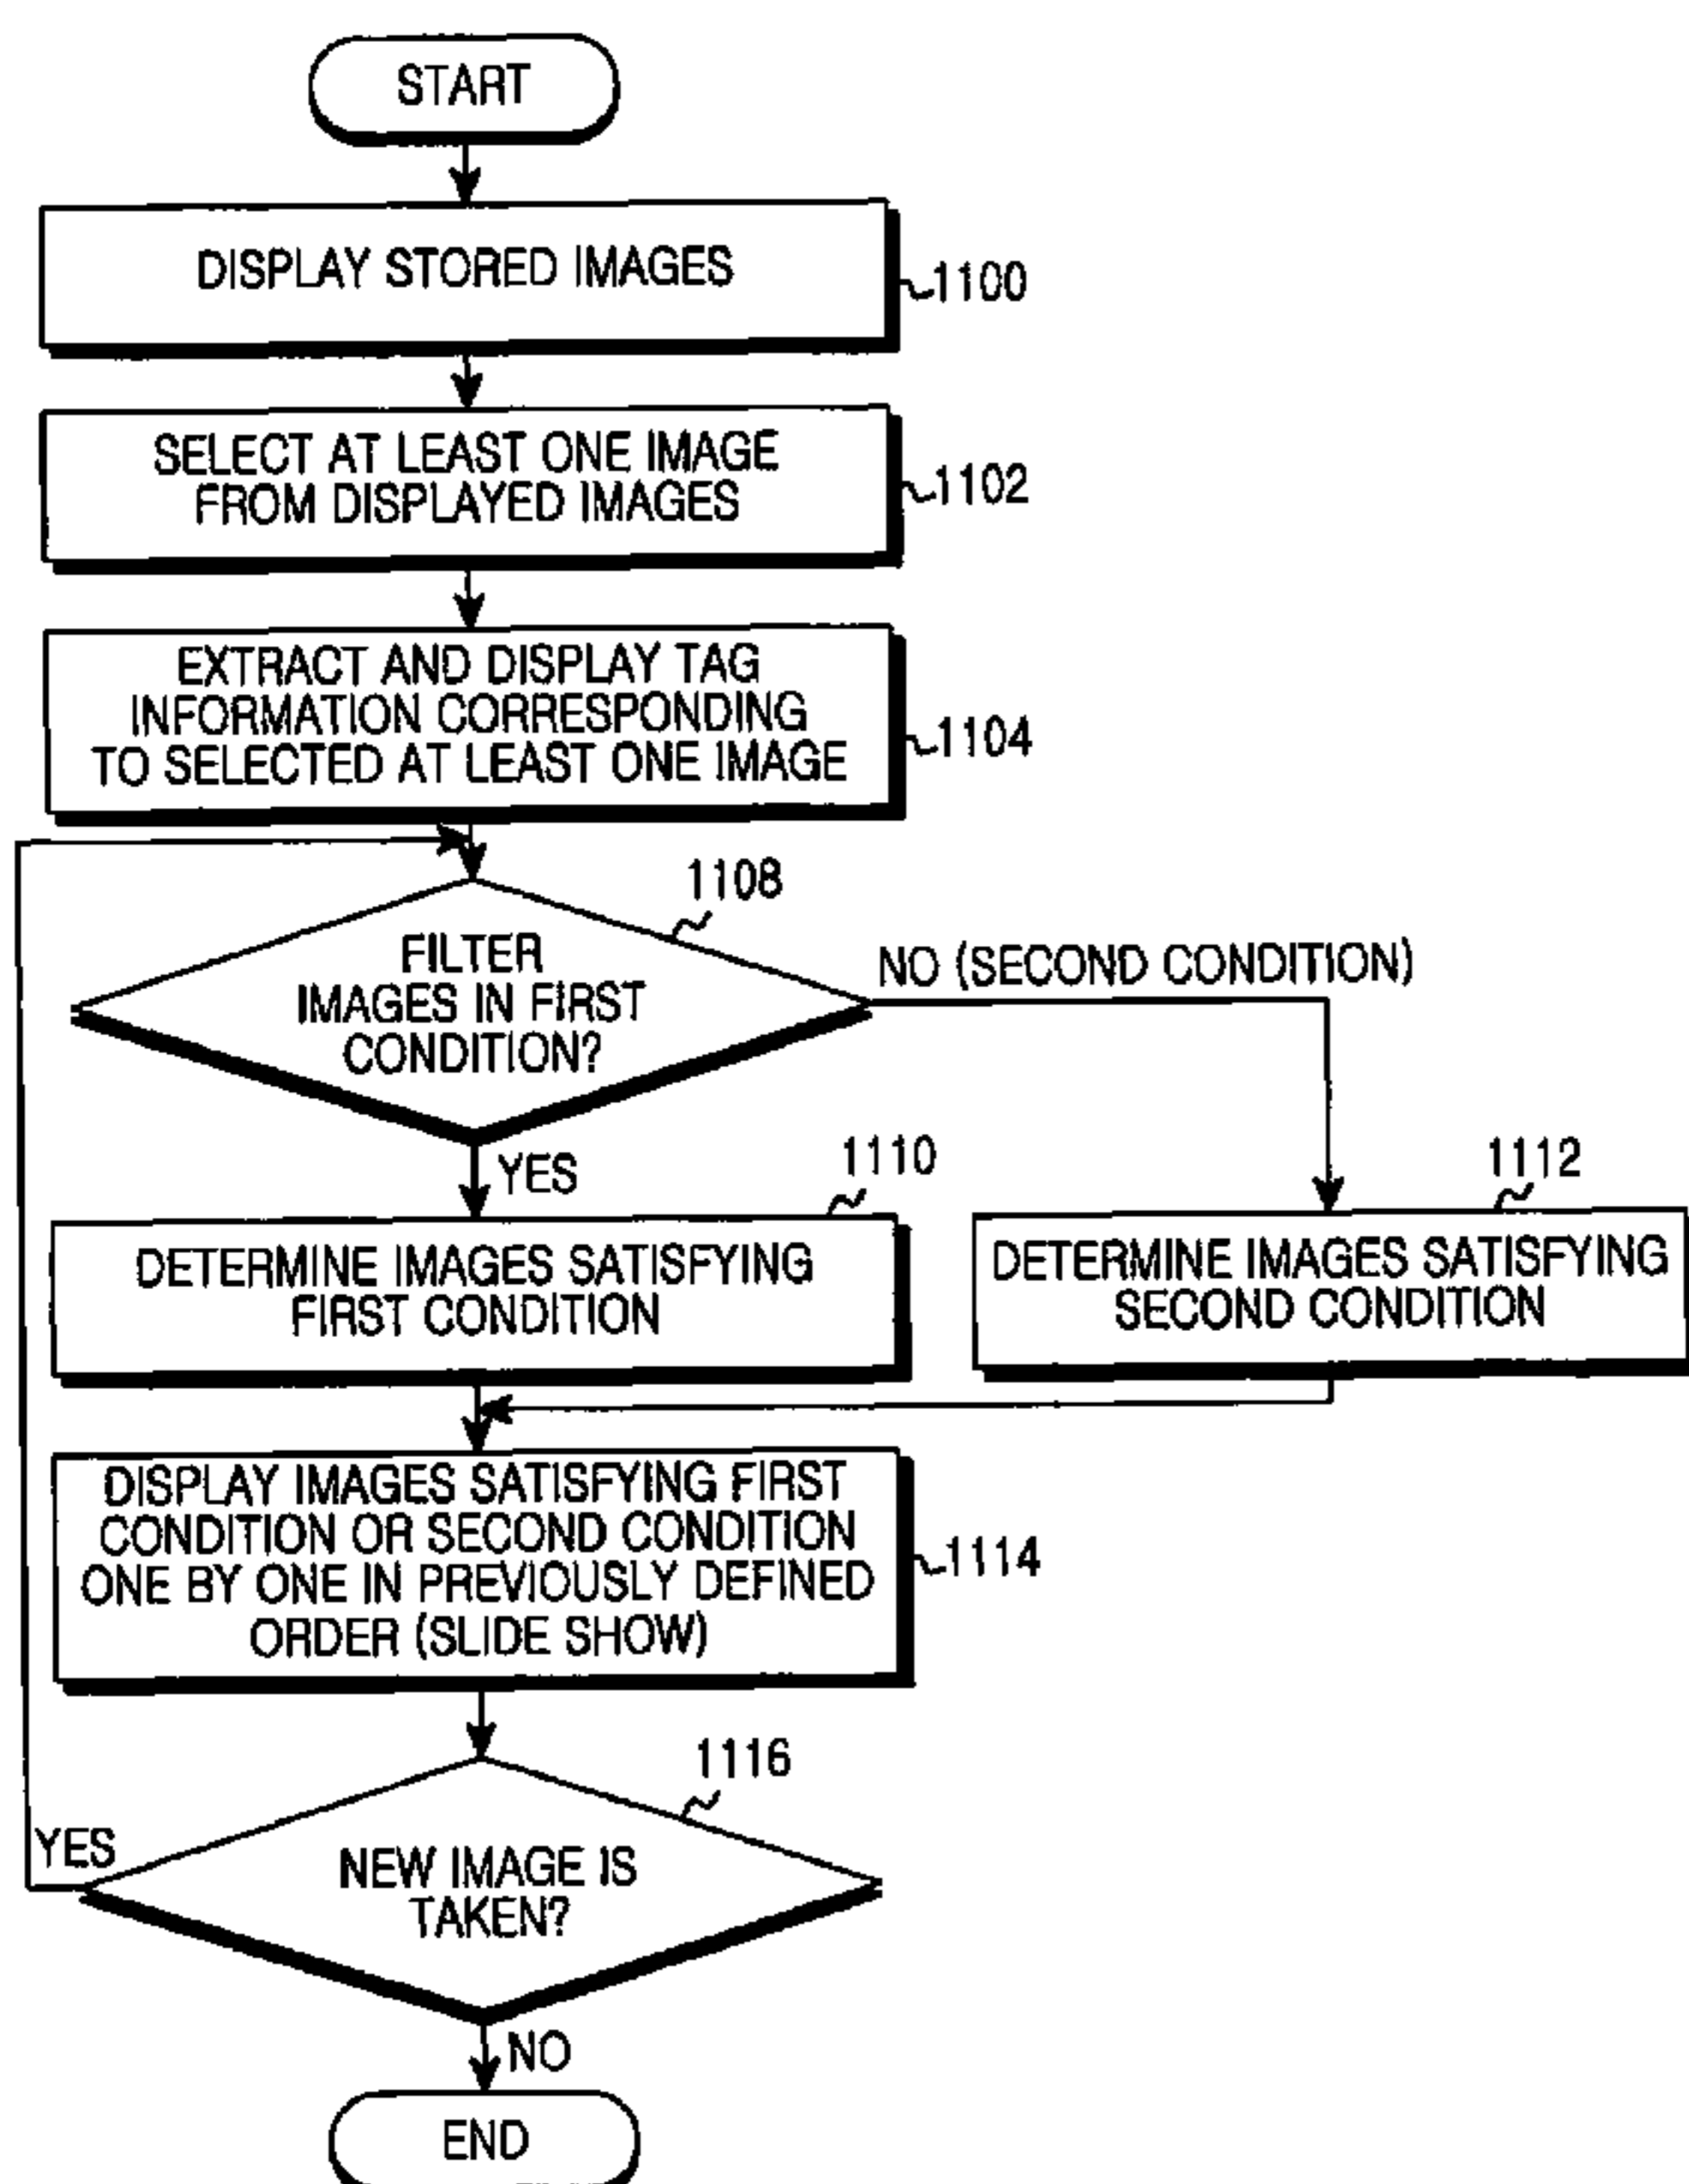 START
DISPLAY STORED IMAGES
1100
SELECT AT LEAST ONE IMAGE
FROM DISPLAYED IMAGES
1102
EXTRACT AND DISPLAY TAG
INFORMATION CORRESPONDING
TO SELECTED AT LEAST ONE IMAGE
1104
1108
FILTER
IMAGES IN FIRST
CONDITION?
NO (SECOND CONDITION)
YES
1110
DETERMINE IMAGES SATISFYING
FIRST CONDITION
1112
DETERMINE IMAGES SATISFYING
SECOND CONDITION
DISPLAY IMAGES SATISFYING FIRST
CONDITION OR SECOND CONDITION
ONE BY ONE IN PREVIOUSLY DEFINED
ORDER (SLIDE SHOW)
1114
1116
YES
NEW IMAGE IS
TAKEN?
NO
END